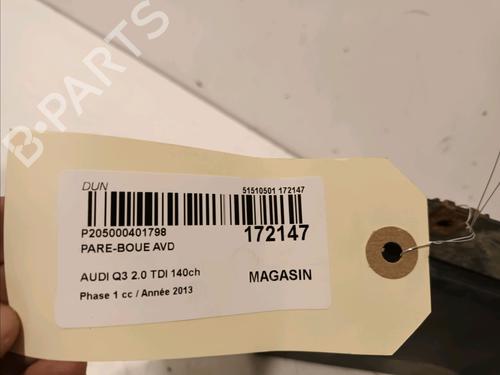 B-PARTS
DUN
51510501 172147
P205000401798
172147
PARE-BOUE AVD
AUDI Q3 2.0 TDI 140ch
MAGASIN
Phase 1 cc / Année 2013